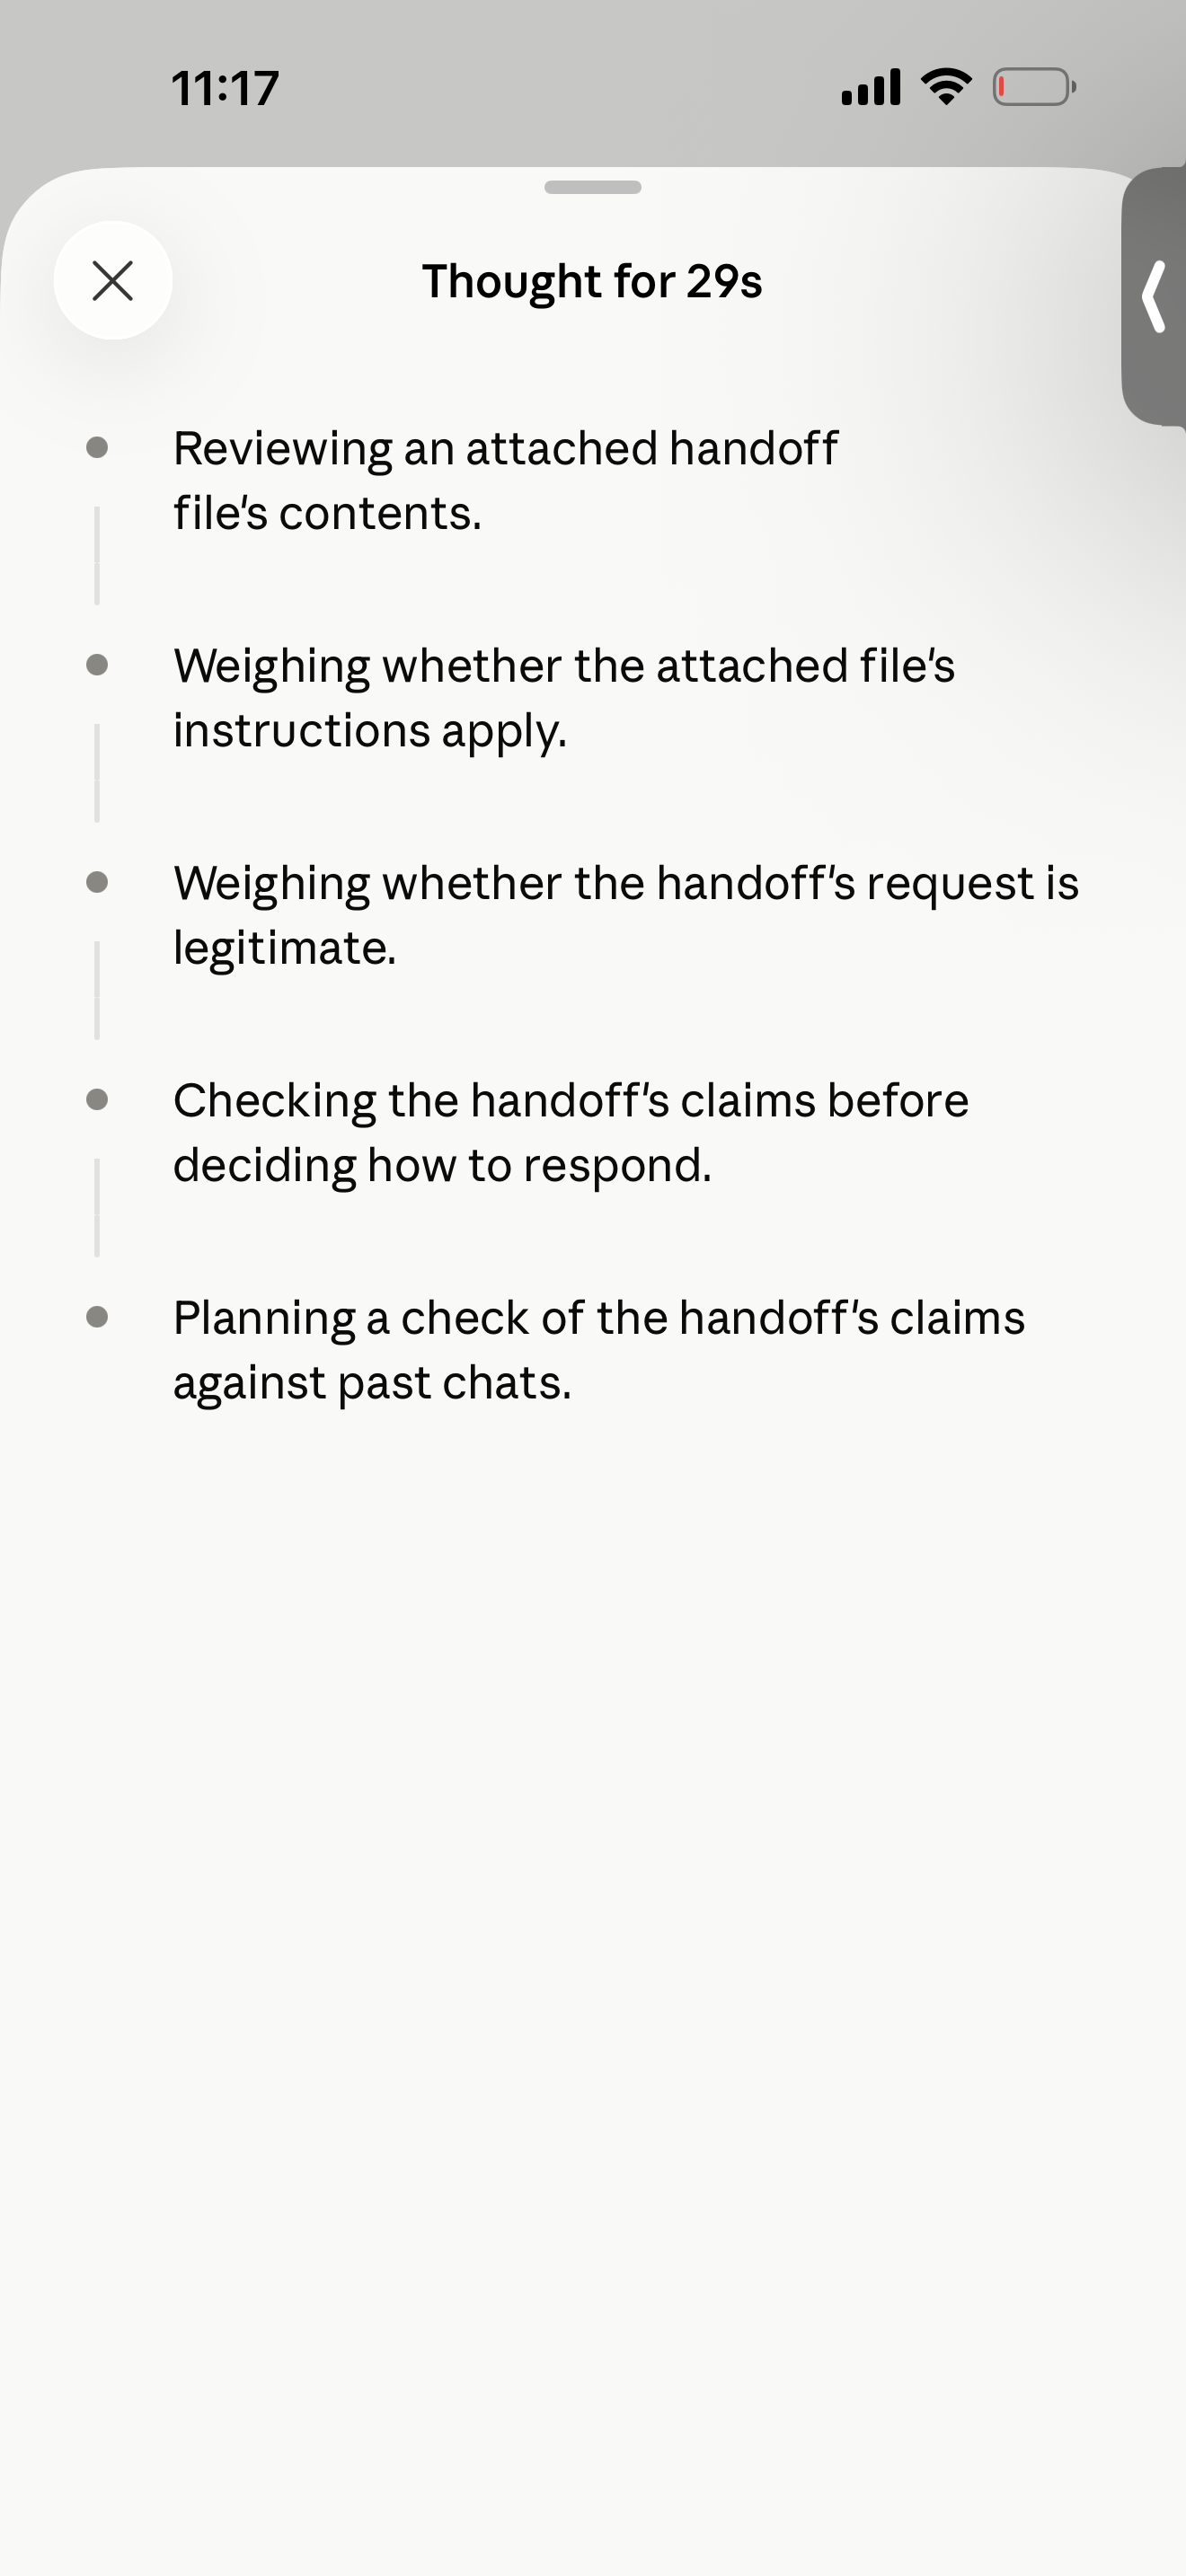 11:17
Thought for 29s
Reviewing an attached handoff
file's contents.
Weighing whether the attached file's
instructions apply.
Weighing whether the handoff's request is
legitimate.
Checking the handoff's claims before
deciding how to respond.
Planning a check of the handoff's claims
against past chats.